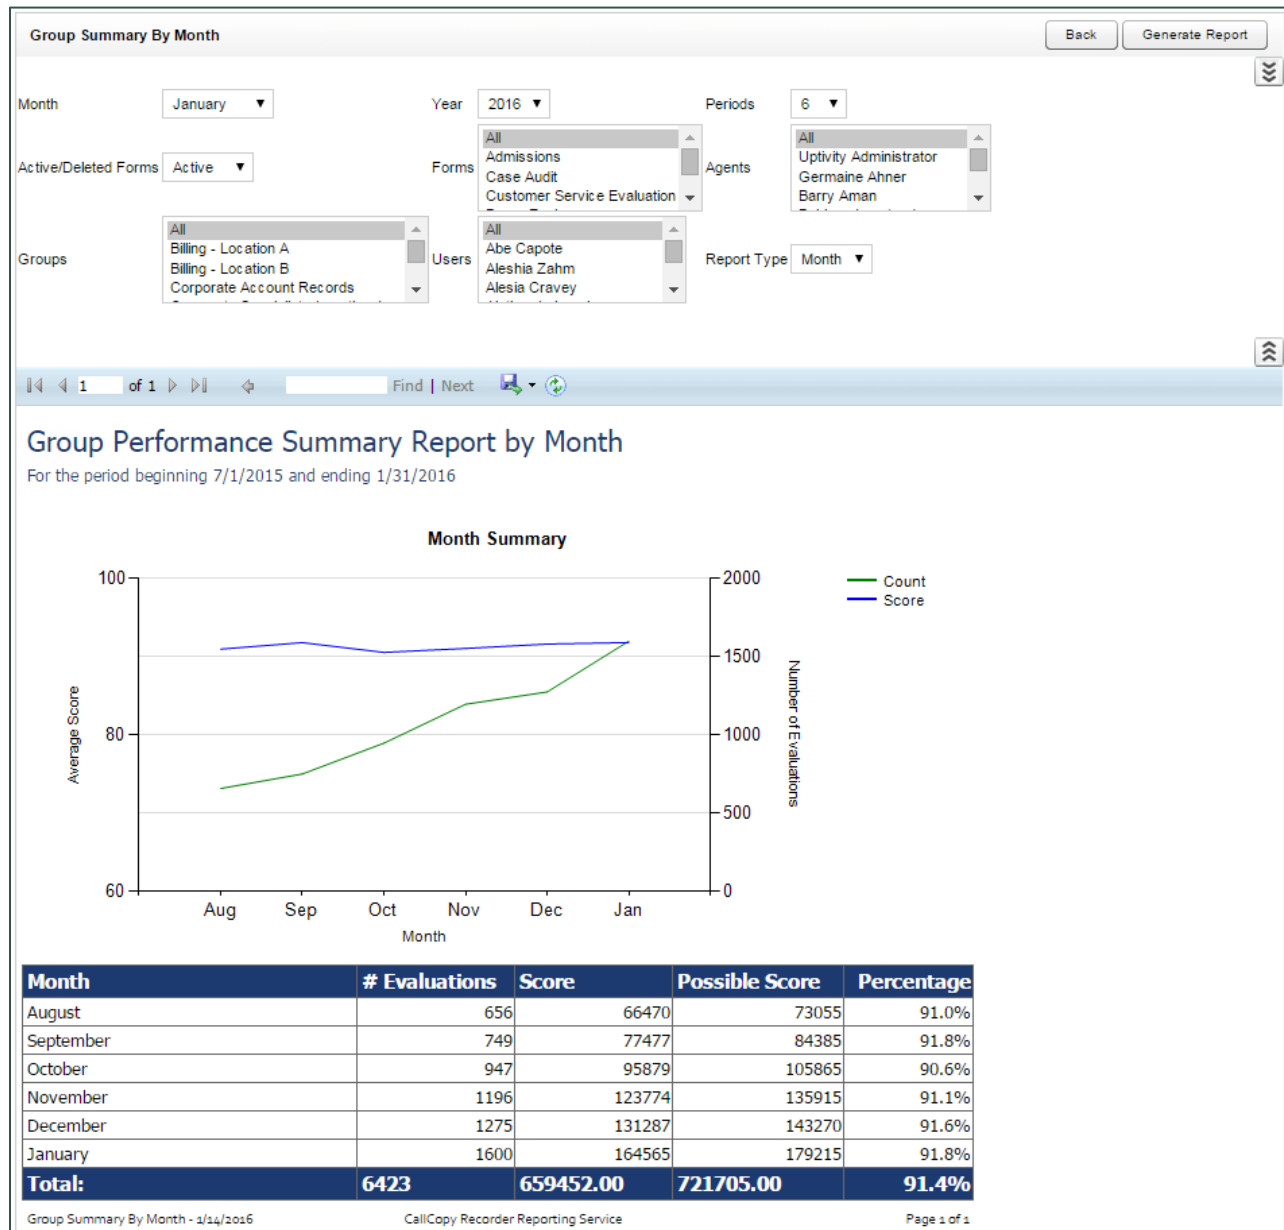 Group Summary By Month
Back
Generate Report
Month
January
Year
2016
Periods
6
Active/Deleted Forms
Active
Forms
All
Admissions
Case Audit
Customer Service Evaluation
Agents
All
Uptivity Administrator
Germaine Ahner
Barry Aman
Groups
All
Billing - Location A
Billing - Location B
Corporate Account Records
Users
All
Abe Capote
Aleshia Zahm
Alesia Cravey
Report Type
Month
1 of 1
Find | Next
Group Performance Summary Report by Month
For the period beginning 7/1/2015 and ending 1/31/2016
Month Summary
100
80
60
Average Score
2000
1500
1000
500
0
Number of Evaluations
Count
Score
Aug Sep Oct Nov Dec Jan
Month
Month # Evaluations Score Possible Score Percentage
August 656 66470 73055 91.0%
September 749 77477 84385 91.8%
October 947 95879 105865 90.6%
November 1196 123774 135915 91.1%
December 1275 131287 143270 91.6%
January 1600 164565 179215 91.8%
Total: 6423 659452.00 721705.00 91.4%
Group Summary By Month - 1/14/2016 CallCopy Recorder Reporting Service Page 1 of 1